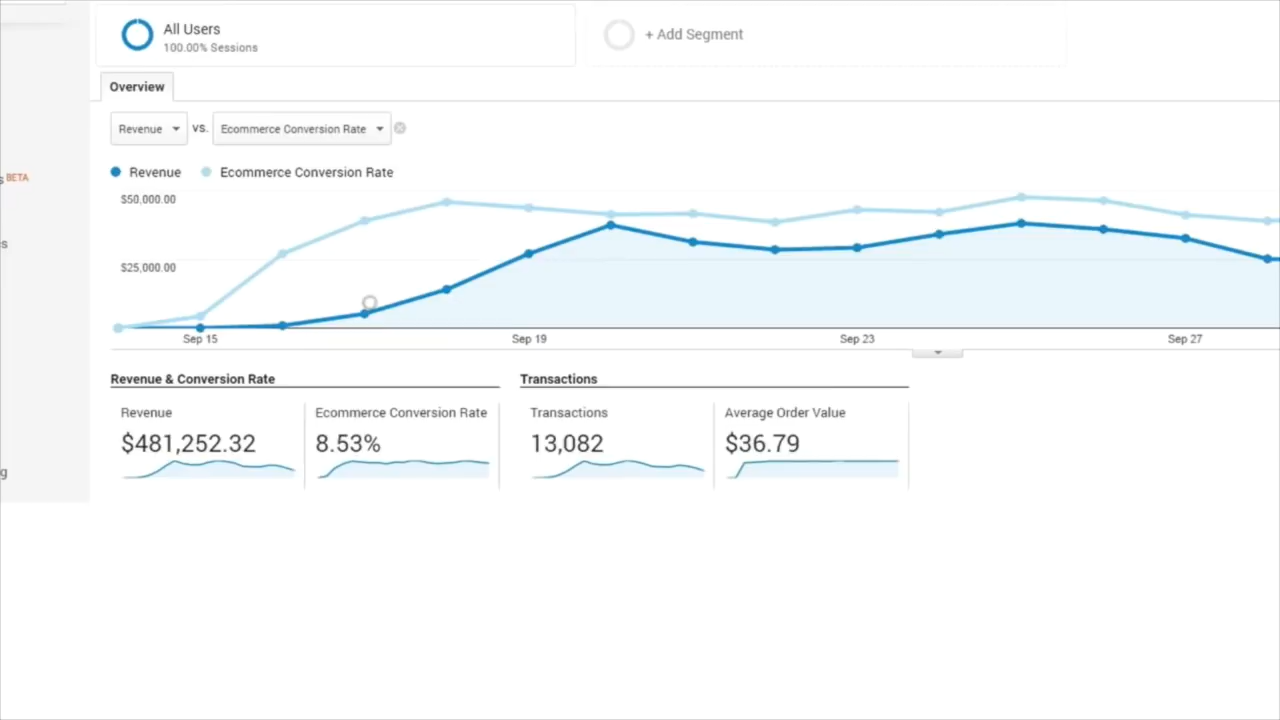 All Users
100.00% Sessions
+ Add Segment
Overview
Revenue vs. Ecommerce Conversion Rate
s BETA
Revenue Ecommerce Conversion Rate
$50,000.00
s
$25,000.00
Sep 15 Sep 19 Sep 23 Sep 27
Revenue & Conversion Rate Transactions
Revenue Ecommerce Conversion Rate Transactions Average Order Value
$481,252.32 8.53% 13,082 $36.79
g